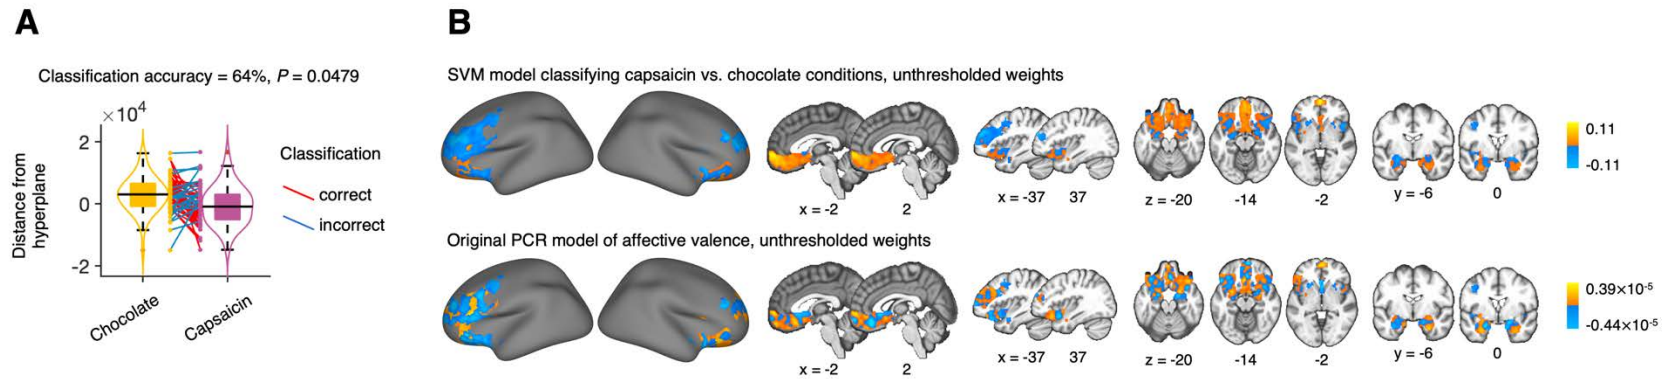 A
B
Classification accuracy = 64%, P = 0.0479
× 10⁴
2
0
-2
Distance from
hyperplane
Chocolate
Capsaicin
Classification
correct
incorrect
SVM model classifying capsaicin vs. chocolate conditions, unthresholded weights
x = -2
2
x = -37
37
z = -20
-14
-2
y = -6
0
0.11
-0.11
Original PCR model of affective valence, unthresholded weights
x = -2
2
x = -37
37
z = -20
-14
-2
y = -6
0
0.39×10⁻⁵
-0.44×10⁻⁵